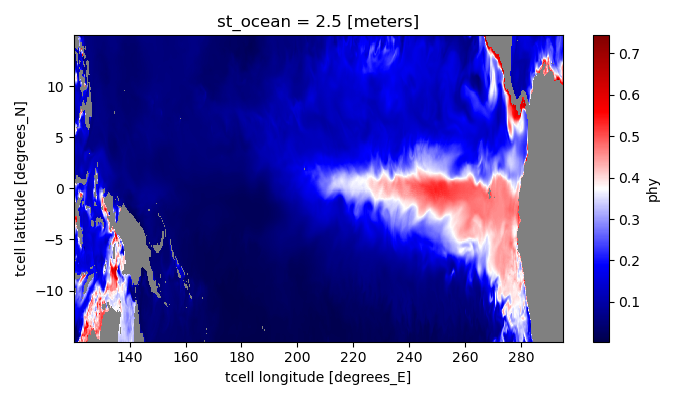 st_ocean = 2.5 [meters]
10
5
0
−5
−10
tcell latitude [degrees_N]
140 160 180 200 220 240 260 280
tcell longitude [degrees_E]
0.7
0.6
0.5
0.4
0.3
0.2
0.1
phy